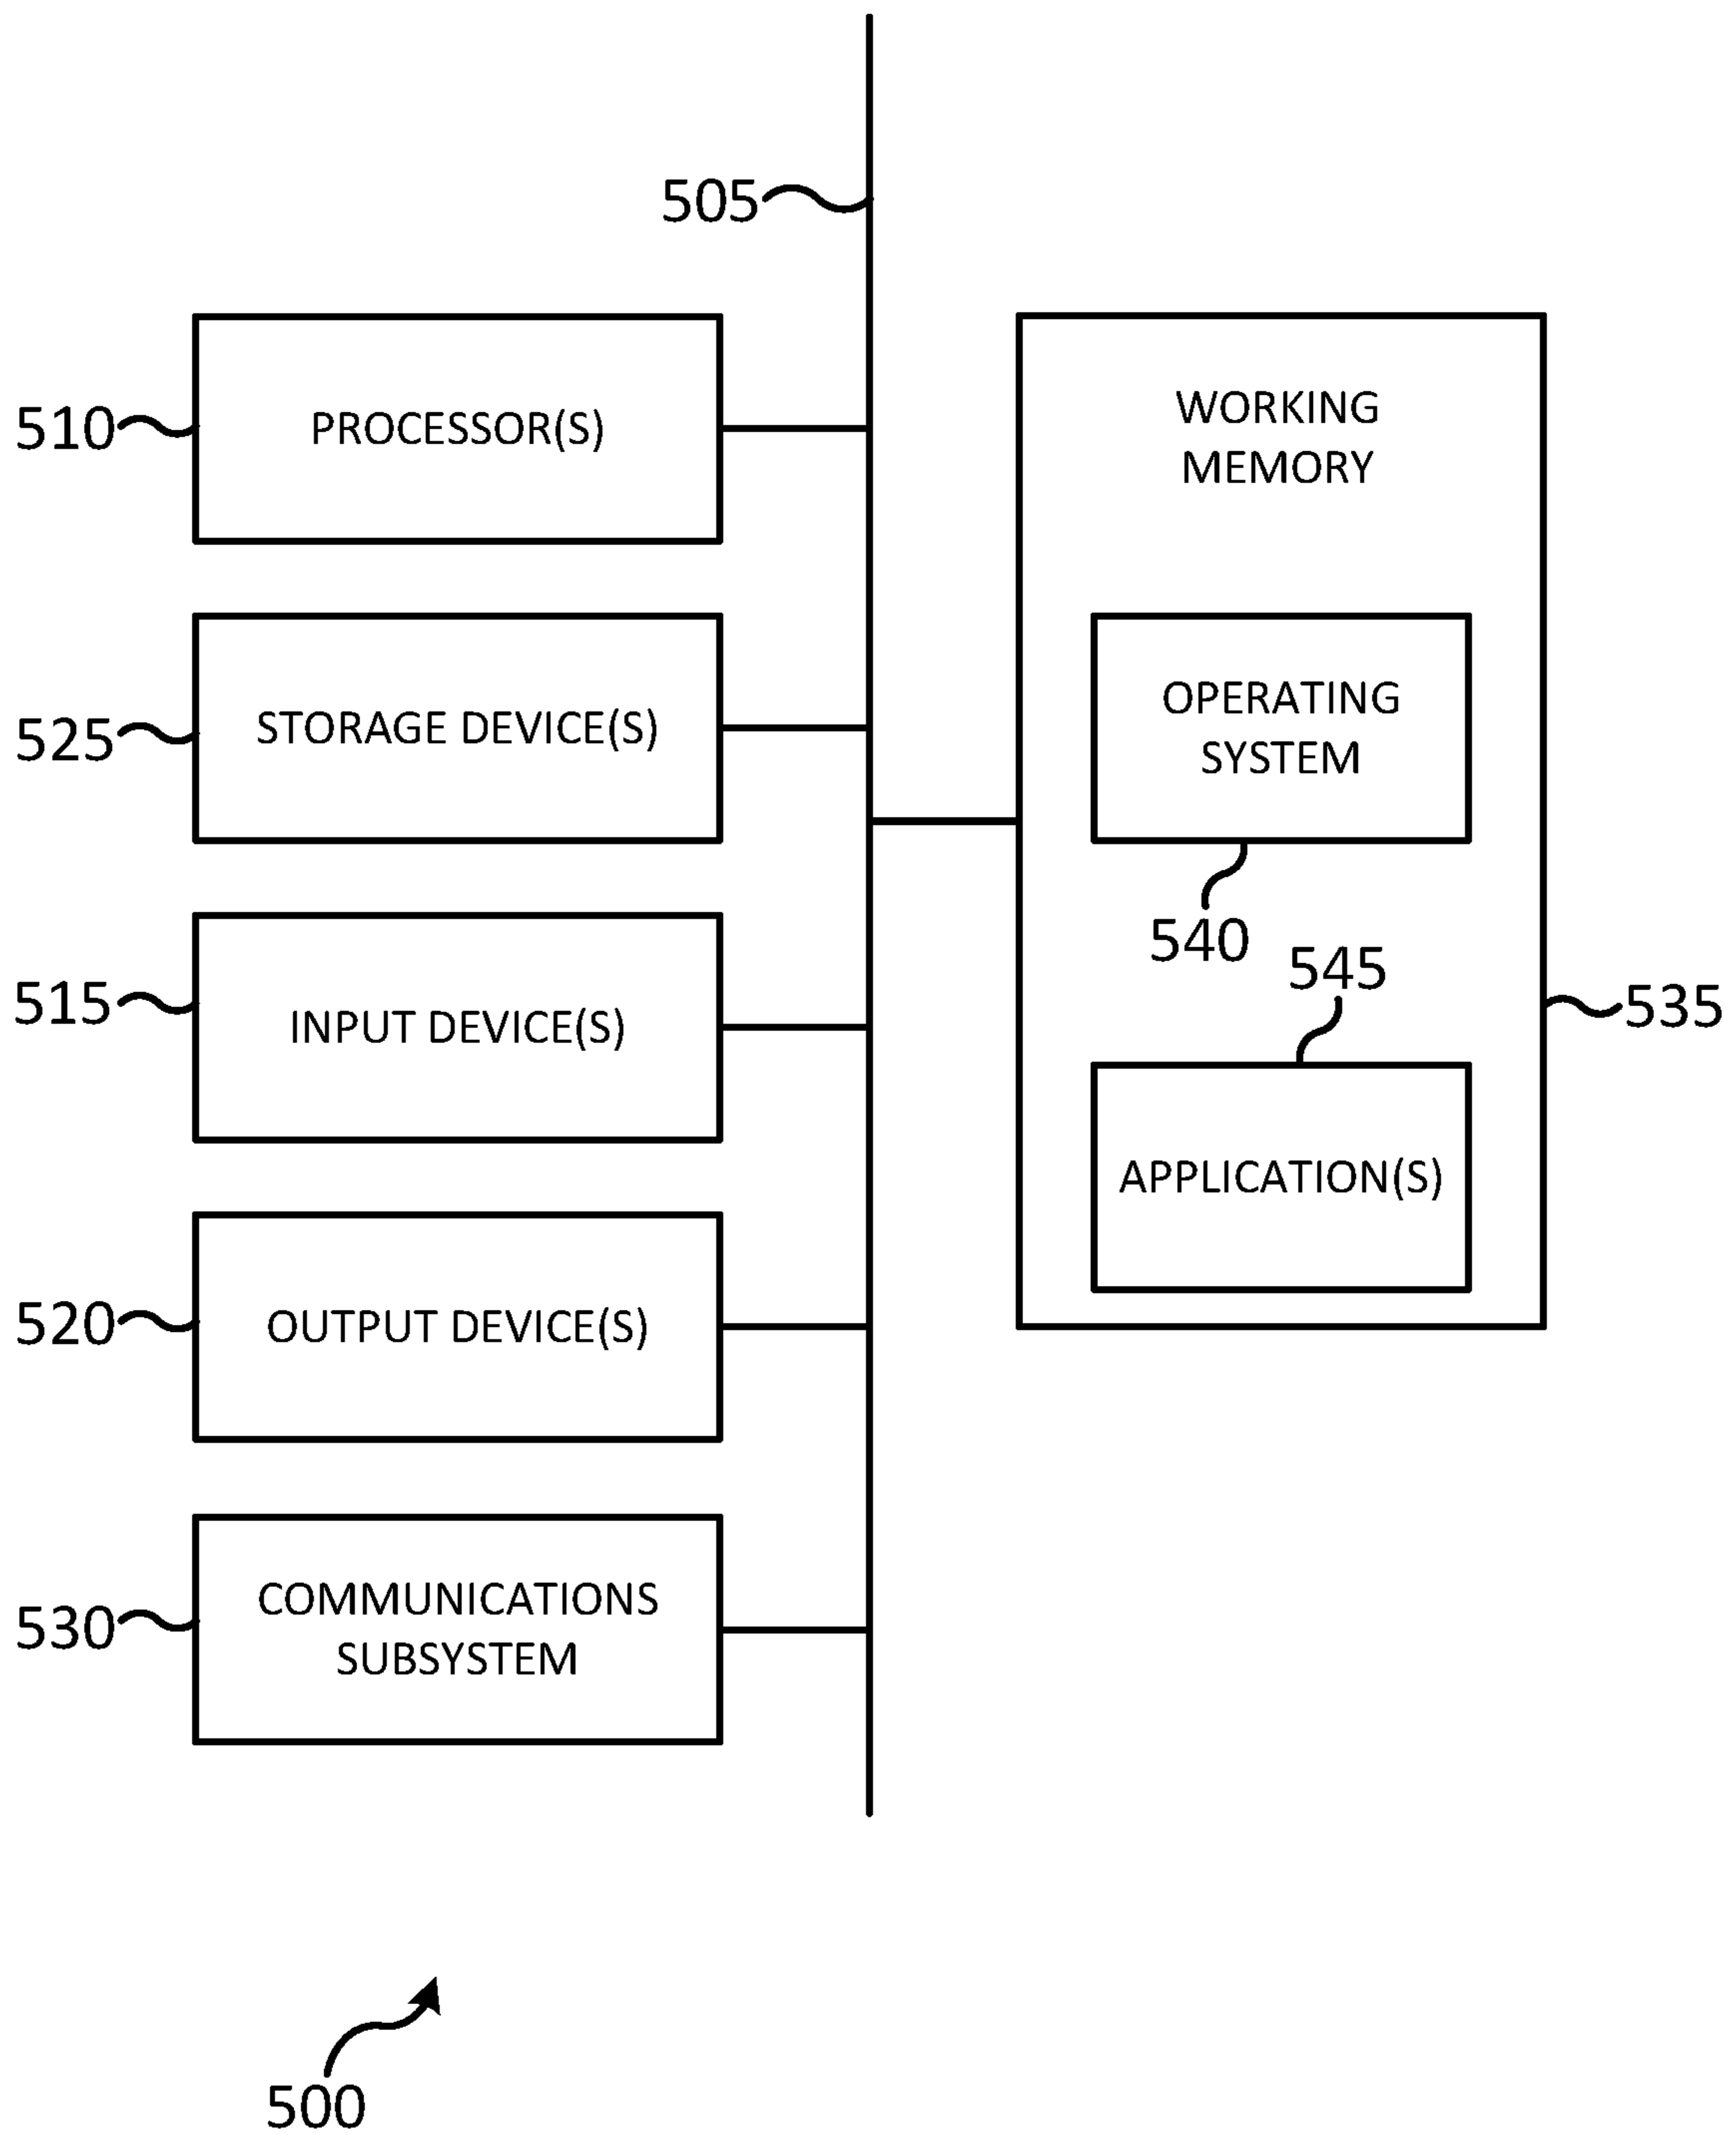 505
510
PROCESSOR(S)
WORKING
MEMORY
525
STORAGE DEVICE(S)
OPERATING
SYSTEM
540
545
515
INPUT DEVICE(S)
535
APPLICATION(S)
520
OUTPUT DEVICE(S)
530
COMMUNICATIONS
SUBSYSTEM
500